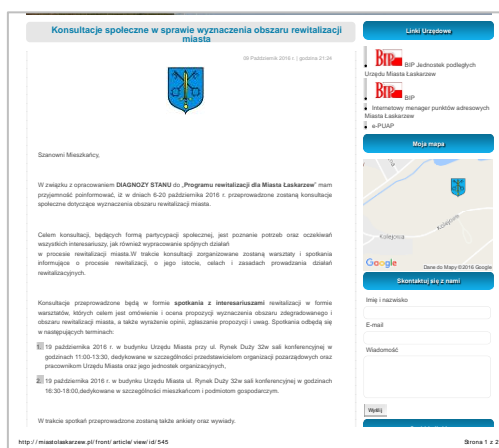 Konsultacje społeczne w sprawie wyznaczenia obszaru rewitalizacji
miasta
09 Październik 2016 r. | godzina 21:24
Szanowni Mieszkańcy,
W związku z opracowaniem DIAGNOZY STANU do „Programu rewitalizacji dla Miasta Łaskarzew" mam
przyjemność poinformować, iż w dniach 6-20 października 2016 r. przeprowadzone zostaną konsultacje
społeczne dotyczące wyznaczenia obszaru rewitalizacji miasta.
Celem konsultacji, będących formą partycypacji społecznej, jest poznanie potrzeb oraz oczekiwań
wszystkich interesariuszy, jak również wypracowanie spójnych działań
w procesie rewitalizacji miasta.W trakcie konsultacji zorganizowane zostaną warsztaty i spotkania
informujące o procesie rewitalizacji, o jego istocie, celach i zasadach prowadzania działań
rewitalizacyjnych.
Konsultacje przeprowadzone będą w formie spotkania z interesariuszami rewitalizacji w formie
warsztatów, których celem jest omówienie i ocena propozycji wyznaczenia obszaru zdegradowanego i
obszaru rewitalizacji miasta, a także wyrażenie opinii, zgłaszanie propozycji i uwag. Spotkania odbędą się
w następujących terminach:
1. 19 października 2016 r. w budynku Urzędu Miasta przy ul. Rynek Duży 32w sali konferencyjnej w
godzinach 11:00-13:30, dedykowane w szczególności przedstawicielom organizacji pozarządowych oraz
pracownikom Urzędu Miasta oraz jego jednostek organizacyjnych,
2. 19 października 2016 r. w budynku Urzędu Miasta ul. Rynek Duży 32w sali konferencyjnej w godzinach
16:30-18:00,dedykowane w szczególności mieszkańcom i podmiotom gospodarczym.
W trakcie spotkań przeprowadzone zostaną także ankiety oraz wywiady.
Linki Urzędowe
BIP BIP Jednostek podległych
Urzędu Miasta Łaskarzew
BIP BIP
Internetowy menager punktów adresowych
Miasta Łaskarzew
e-PUAP
Moja mapa
Kolejowa
Kolejowa
Google
Dane do Mapy ©2016 Google
Skontaktuj się z nami
Imię i nazwisko
E-mail
Wiadomość
Wyślij
http://miastolaskarzew.pl/front/article/view/id/545
Strona 1 z 2